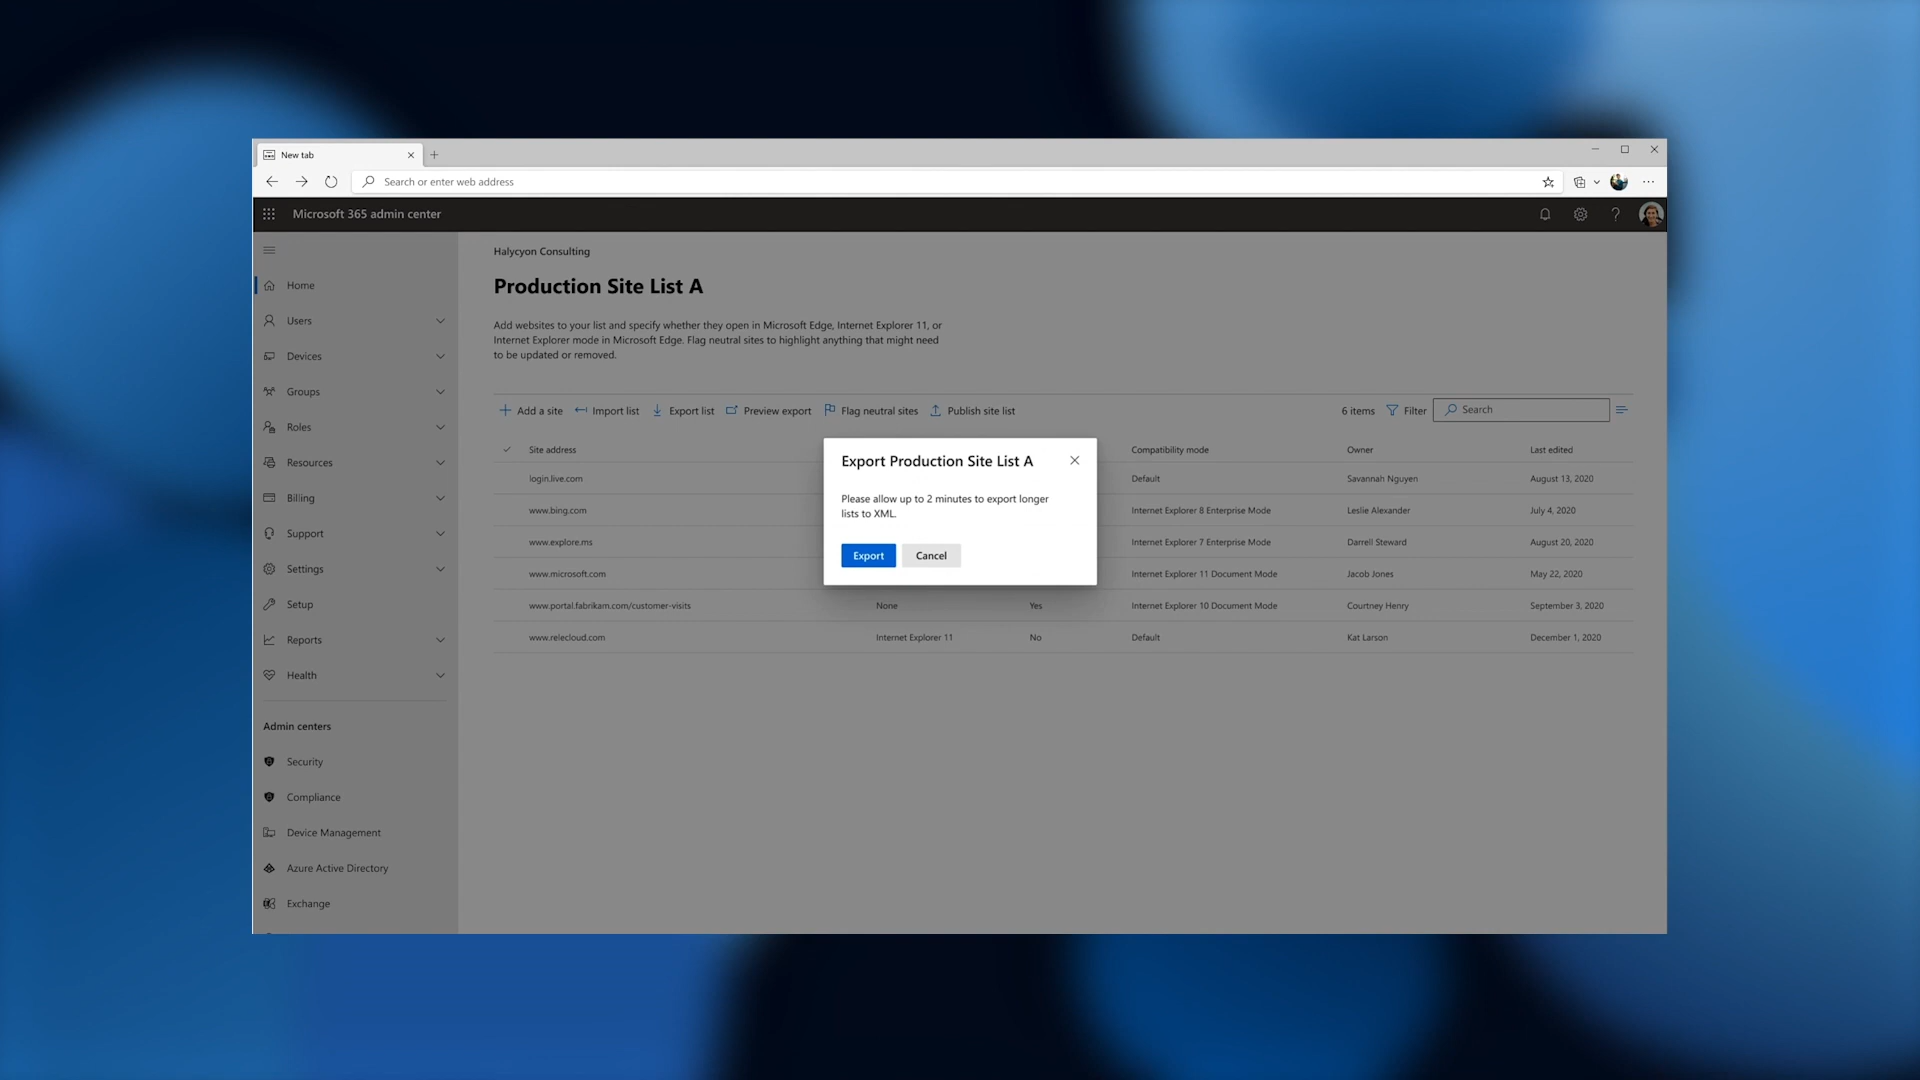 New tab
Search or enter web address
Microsoft 365 admin center
Home
Users
Devices
Groups
Roles
Resources
Billing
Support
Settings
Setup
Reports
Health
Admin centers
Security
Compliance
Device Management
Azure Active Directory
Exchange
Halycyon Consulting
Production Site List A
Add websites to your list and specify whether they open in Microsoft Edge, Internet Explorer 11, or
Internet Explorer mode in Microsoft Edge. Flag neutral sites to highlight anything that might need
to be updated or removed.
Add a site Import list Export list Preview export Flag neutral sites Publish site list 6 items Filter Search
Site address Compatibility mode Owner Last edited
login.live.com Default Savannah Nguyen August 13, 2020
www.bing.com Internet Explorer 8 Enterprise Mode Leslie Alexander July 4, 2020
www.explore.ms Internet Explorer 7 Enterprise Mode Darrell Steward August 20, 2020
www.microsoft.com Internet Explorer 11 Document Mode Jacob Jones May 22, 2020
www.portal.fabrikam.com/customer-visits None Yes Internet Explorer 10 Document Mode Courtney Henry September 3, 2020
www.relecloud.com Internet Explorer 11 No Default Kat Larson December 1, 2020
Export Production Site List A
Please allow up to 2 minutes to export longer
lists to XML.
Export Cancel